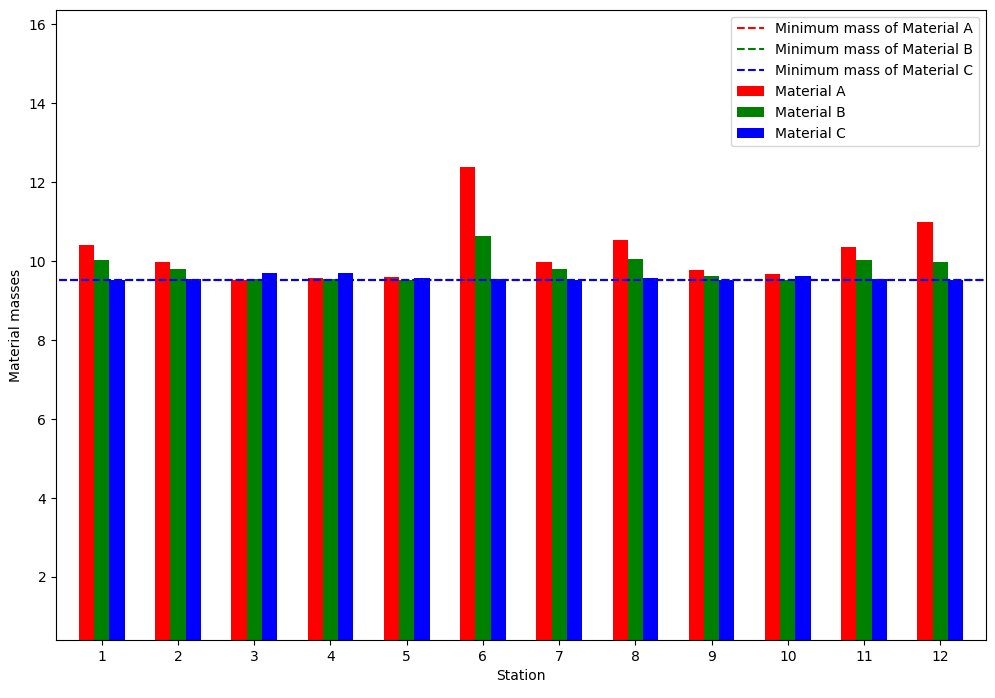 16
14
12
10
8
6
4
2
Material masses
Minimum mass of Material A
Minimum mass of Material B
Minimum mass of Material C
Material A
Material B
Material C
1 2 3 4 5 6 7 8 9 10 11 12
Station